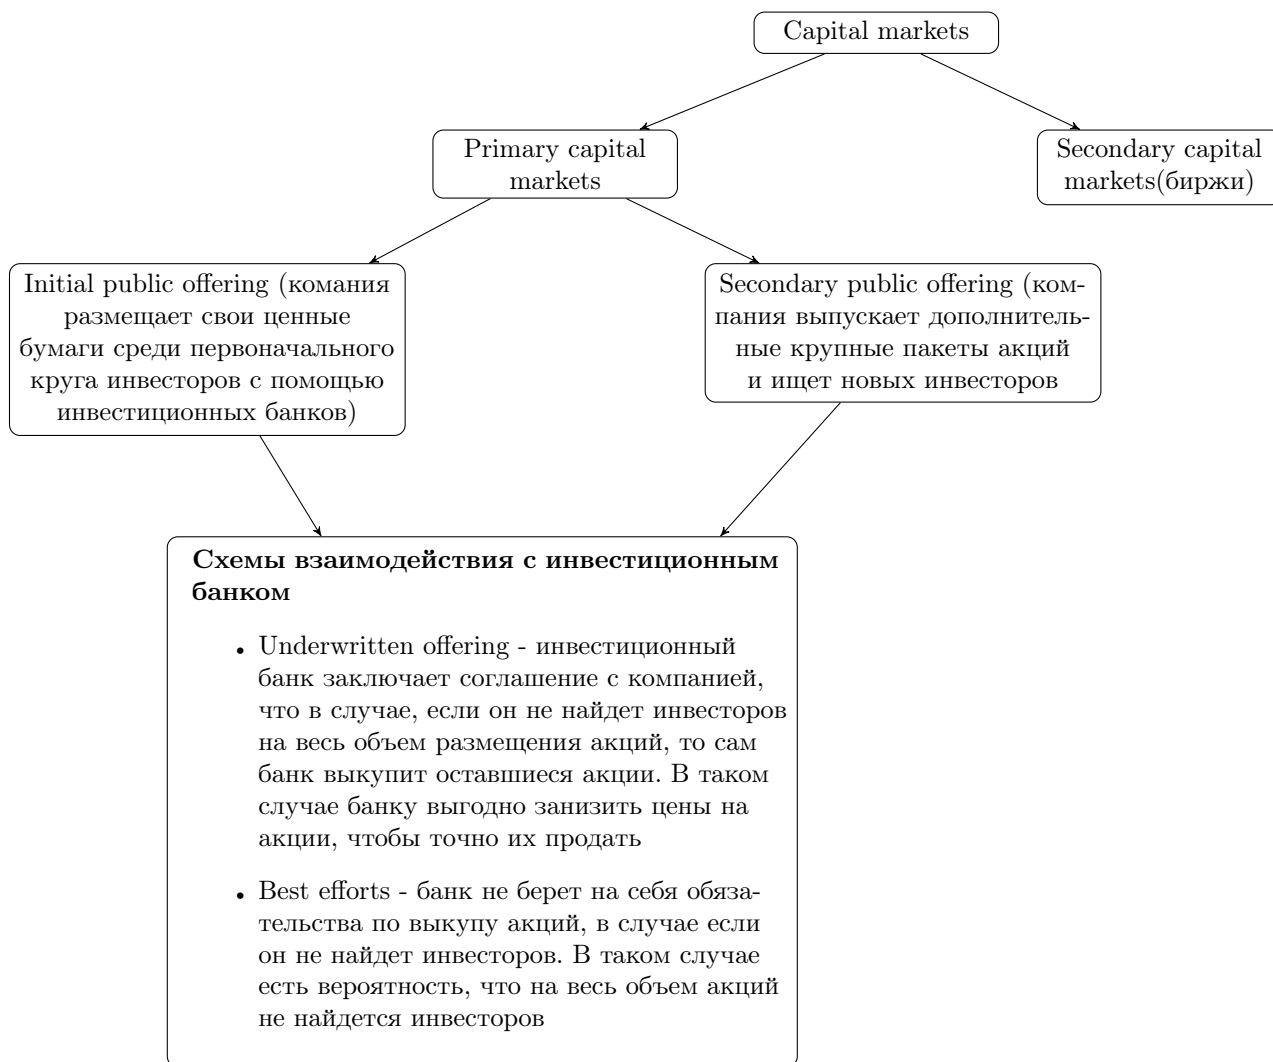 Capital markets
Primary capital
markets
Secondary capital
markets(биржи)
Initial public offering (комания
размещает свои ценные
бумаги среди первоначального
круга инвесторов с помощью
инвестиционных банков)
Secondary public offering (ком-
пания выпускает дополнитель-
ные крупные пакеты акций
и ищет новых инвесторов
Схемы взаимодействия с инвестиционным
банком
• Underwritten offering - инвестиционный
банк заключает соглашение с компанией,
что в случае, если он не найдет инвесторов
на весь объем размещения акций, то сам
банк выкупит оставшиеся акции. В таком
случае банку выгодно занизить цены на
акции, чтобы точно их продать
• Best efforts - банк не берет на себя обяза-
тельства по выкупу акций, в случае если
он не найдет инвесторов. В таком случае
есть вероятность, что на весь объем акций
не найдется инвесторов